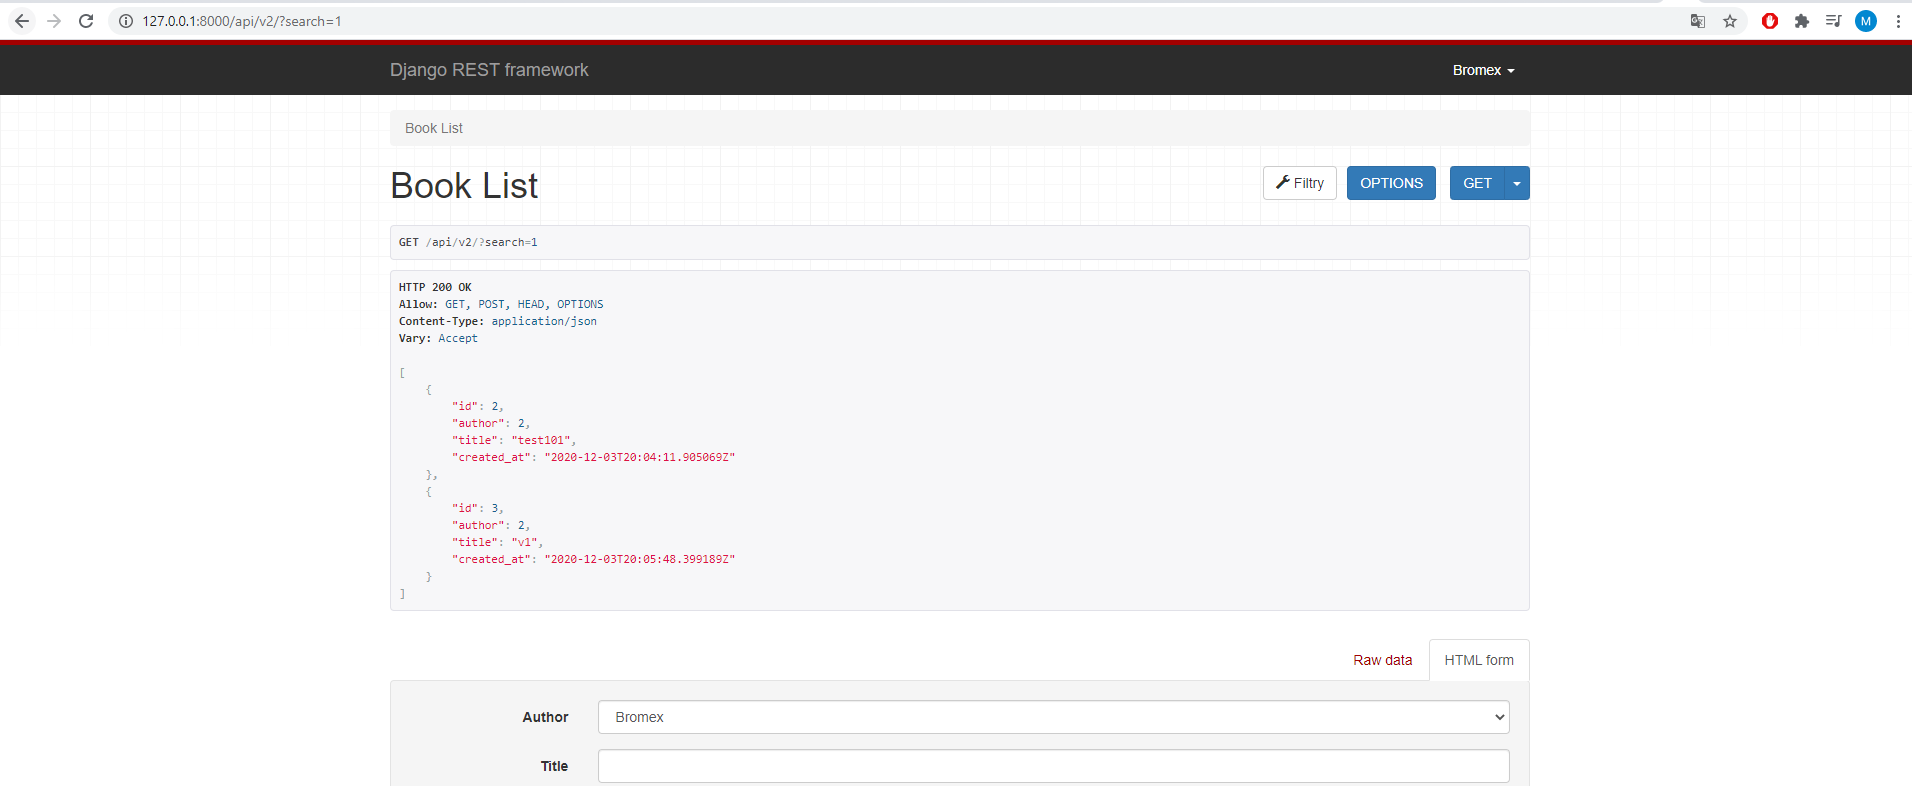 127.0.0.1:8000/api/v2/?search=1
M
Django REST framework
Bromex
Book List
Book List
Filtry
OPTIONS
GET
GET /api/v2/?search=1
HTTP 200 OK
Allow: GET, POST, HEAD, OPTIONS
Content-Type: application/json
Vary: Accept
[
    {
        "id": 2,
        "author": 2,
        "title": "test101",
        "created_at": "2020-12-03T20:04:11.905069Z"
    },
    {
        "id": 3,
        "author": 2,
        "title": "v1",
        "created_at": "2020-12-03T20:05:48.399189Z"
    }
]
Raw data
HTML form
Author
Bromex
Title